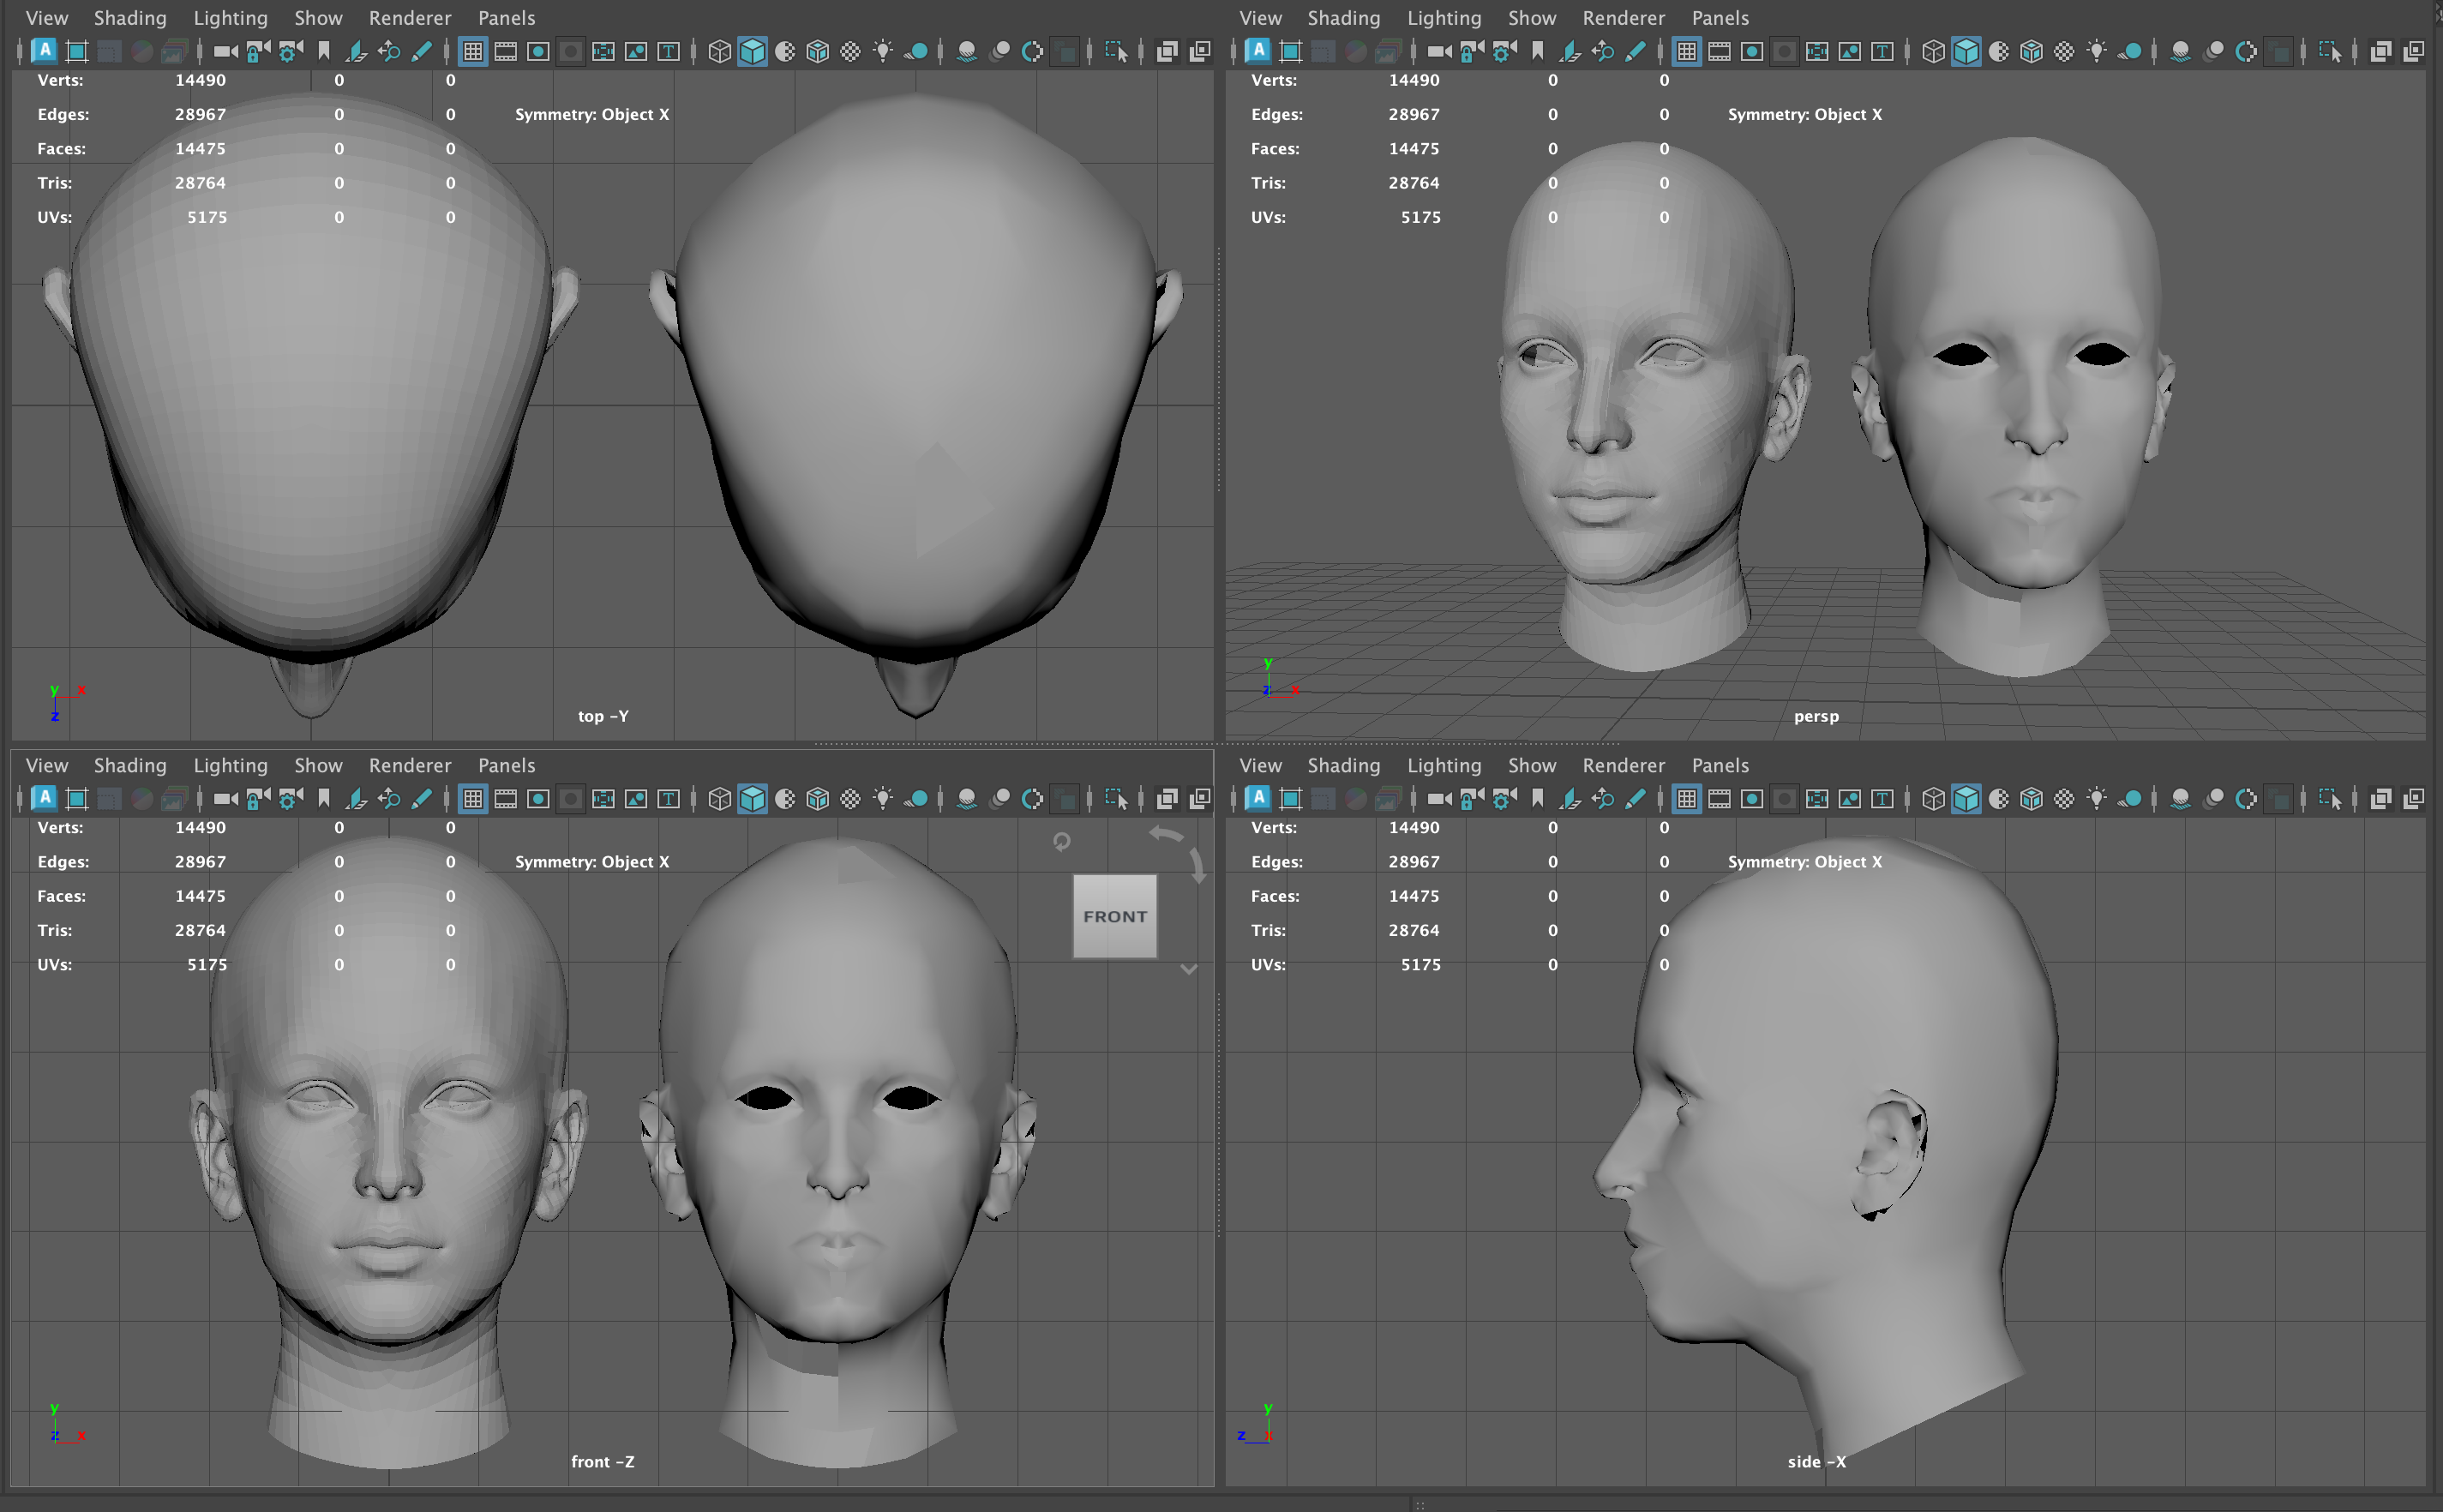 View Shading Lighting Show Renderer Panels
A T
Verts: 14490 0 0
Edges: 28967 0 0 Symmetry: Object X
Faces: 14475 0 0
Tris: 28764 0 0
UVs: 5175 0 0
y x
z
top -Y
View Shading Lighting Show Renderer Panels
A T
Verts: 14490 0 0
Edges: 28967 0 0 Symmetry: Object X
Faces: 14475 0 0
Tris: 28764 0 0
UVs: 5175 0 0
y
z x
persp
View Shading Lighting Show Renderer Panels
A T
Verts: 14490 0 0
Edges: 28967 0 0 Symmetry: Object X
Faces: 14475 0 0
Tris: 28764 0 0
UVs: 5175 0 0
FRONT
y
z x
front -Z
View Shading Lighting Show Renderer Panels
A T
Verts: 14490 0 0
Edges: 28967 0 0 Symmetry: Object X
Faces: 14475 0 0
Tris: 28764 0 0
UVs: 5175 0 0
y
z x
side -X